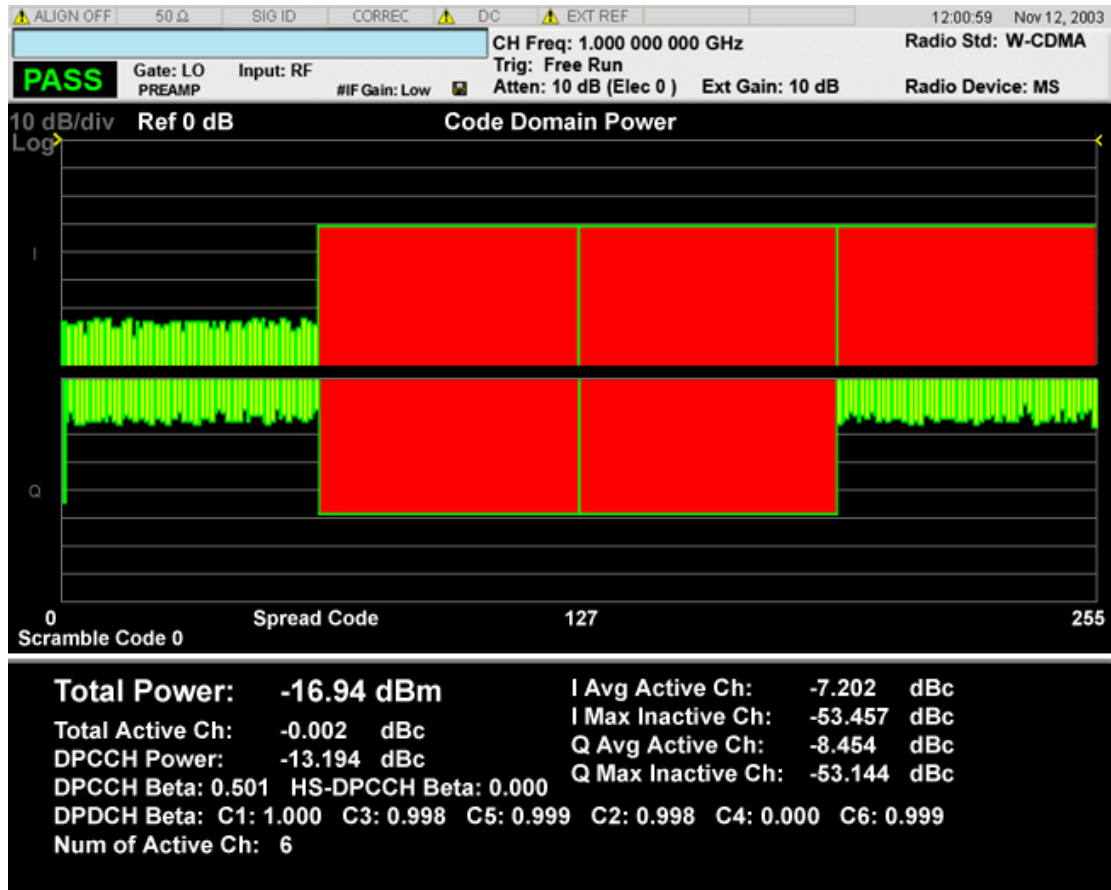 ALIGN OFF 50 Ω SIG ID CORREC DC EXT REF 12:00:59 Nov 12, 2003
CH Freq: 1.000 000 000 GHz Radio Std: W-CDMA
PASS Gate: LO Input: RF Trig: Free Run
PREAMP #IF Gain: Low Atten: 10 dB (Elec 0 ) Ext Gain: 10 dB Radio Device: MS
10 dB/div Ref 0 dB Code Domain Power
Log
I
Q
0 Spread Code 127 255
Scramble Code 0
Total Power: -16.94 dBm
Total Active Ch: -0.002 dBc
DPCCH Power: -13.194 dBc
I Avg Active Ch: -7.202 dBc
I Max Inactive Ch: -53.457 dBc
Q Avg Active Ch: -8.454 dBc
Q Max Inactive Ch: -53.144 dBc
DPCCH Beta: 0.501 HS-DPCCH Beta: 0.000
DPDCH Beta: C1: 1.000 C3: 0.998 C5: 0.999 C2: 0.998 C4: 0.000 C6: 0.999
Num of Active Ch: 6